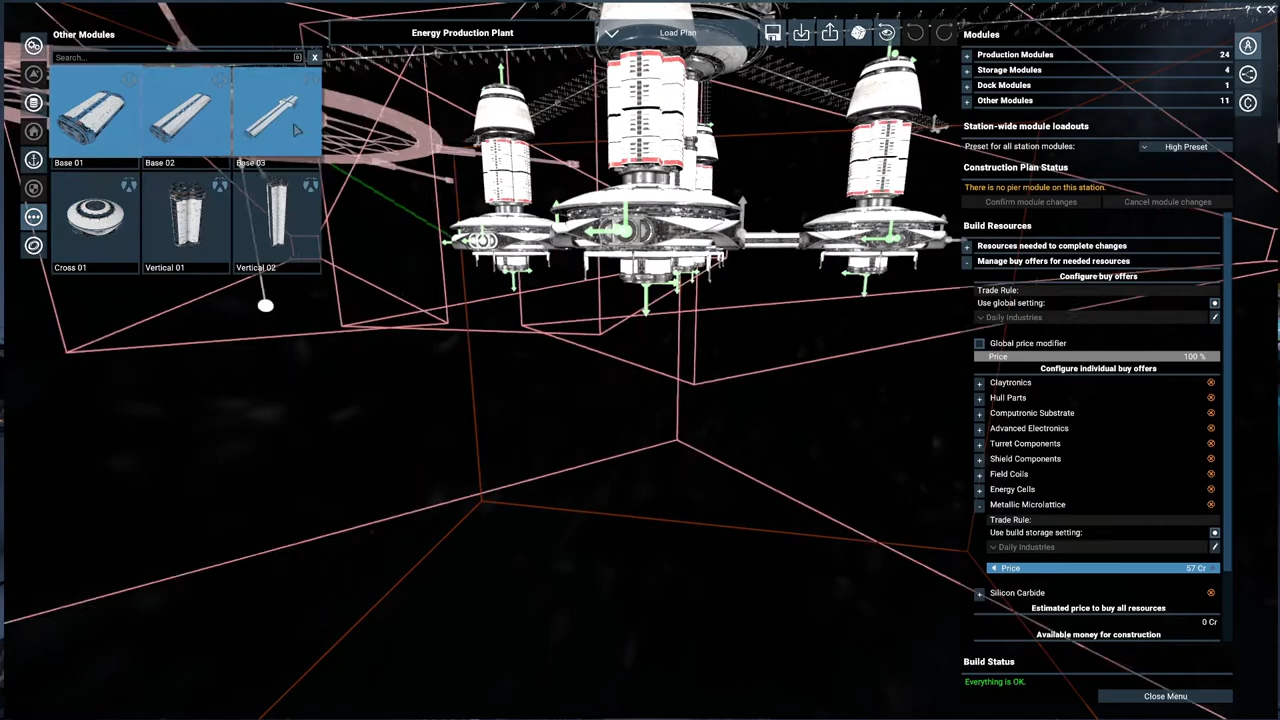 Other Modules
Search...
X
Base 01
Base 02
Base 03
Cross 01
Vertical 01
Vertical 02
Energy Production Plant
Load Plan
Modules
+ Production Modules 24
+ Storage Modules 4
+ Dock Modules 1
+ Other Modules 11
Preset for all station modules: High Preset
Construction Plan Status
There is no pier module on this station.
Confirm module changes
Cancel module changes
Build Resources
+ Resources needed to complete changes
- Manage buy offers for needed resources
Configure buy offers
Trade Rule:
Use global setting:
Daily Industries
Global price modifier
Price 100 %
Configure individual buy offers
+ Claytronics
+ Hull Parts
+ Computronic Substrate
+ Advanced Electronics
+ Turret Components
+ Shield Components
+ Field Coils
+ Energy Cells
- Metallic Microlattice
Trade Rule:
Use build storage setting:
Daily Industries
Price 57 Cr
+ Silicon Carbide
Estimated price to buy all resources
0 Cr
Available money for construction
Build Status
Everything is OK.
Close Menu